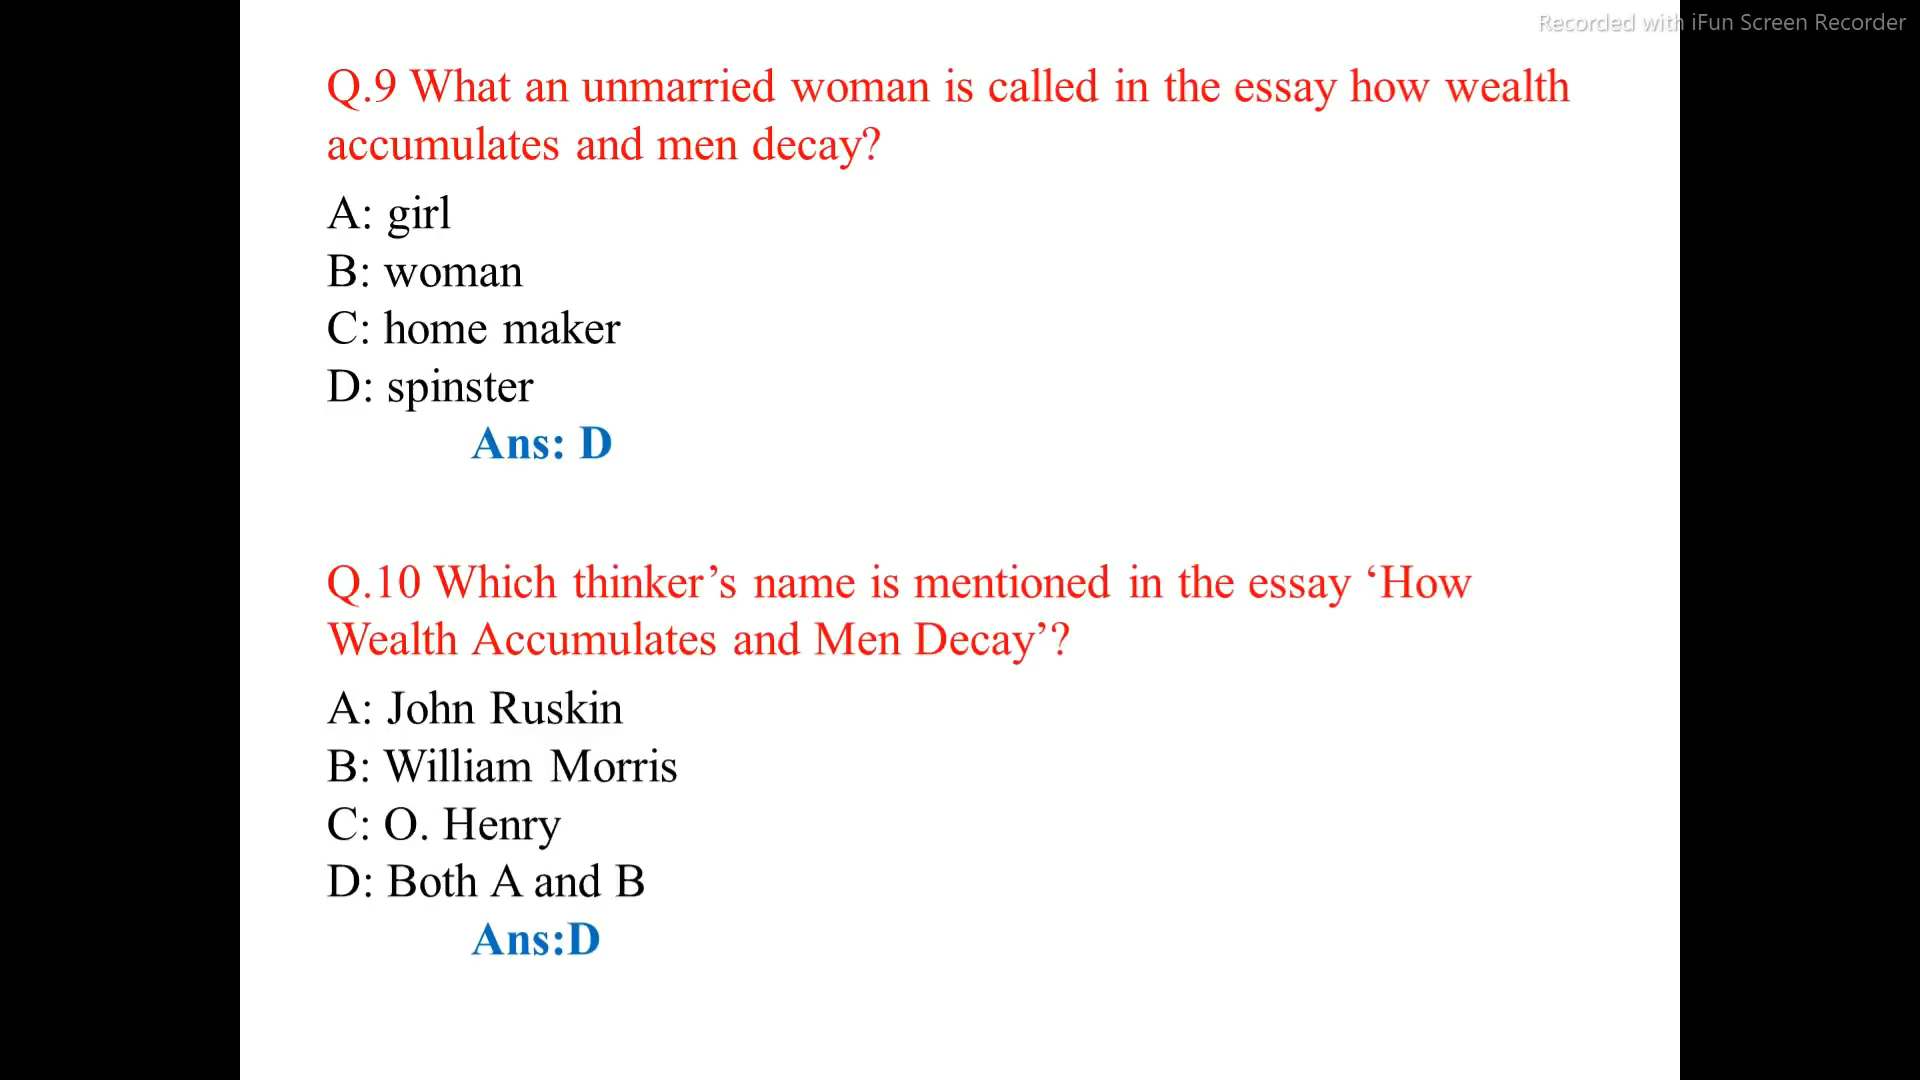 Recorded with iFun Screen Recorder
Q.9 What an unmarried woman is called in the essay how wealth
accumulates and men decay?
A: girl
B: woman
C: home maker
D: spinster
Ans: D
Q.10 Which thinker’s name is mentioned in the essay ‘How
Wealth Accumulates and Men Decay’?
A: John Ruskin
B: William Morris
C: O. Henry
D: Both A and B
Ans:D